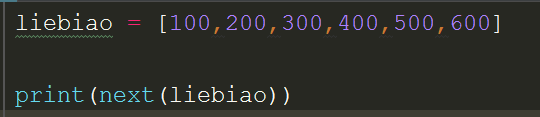 liebiao = [100,200,300,400,500,600]
print(next(liebiao))